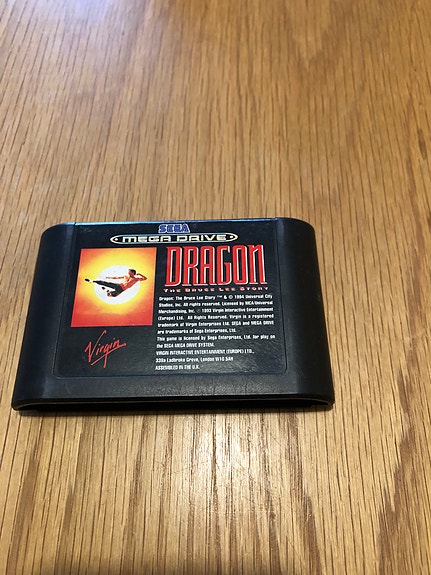 SEGA
MEGA DRIVE
DRAGON
THE BRUCE LEE STORY
Dragon: The Bruce Lee Story ™ & © 1994 Universal City
Studios, Inc. All rights reserved. Licensed by MCA/Universal
Merchandising, Inc. © 1993 Virgin Interactive Entertainment
(Europe) Ltd. All Rights Reserved. Virgin is a registered
trademark of Virgin Enterprises Ltd. SEGA and MEGA DRIVE
are trademarks of Sega Enterprises, Ltd.
This game is licensed by Sega Enterprises, Ltd. for play on
the SEGA MEGA DRIVE SYSTEM.
VIRGIN INTERACTIVE ENTERTAINMENT (EUROPE) LTD.,
338a Ladbroke Grove, London W10 5AH
ASSEMBLED IN THE U.K.
Virgin